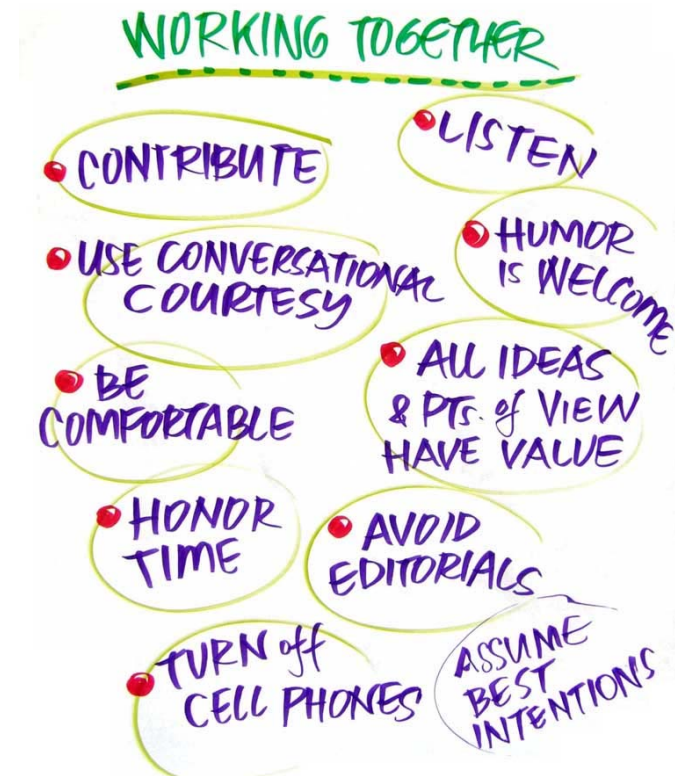 WORKING TOGETHER
• CONTRIBUTE
• LISTEN
• USE CONVERSATIONAL
COURTESY
• HUMOR
IS WELCOME
• BE
COMFORTABLE
• ALL IDEAS
& PTS. of VIEW
HAVE VALUE
• HONOR
TIME
• AVOID
EDITORIALS
• TURN off
CELL PHONES
ASSUME
BEST
INTENTIONS